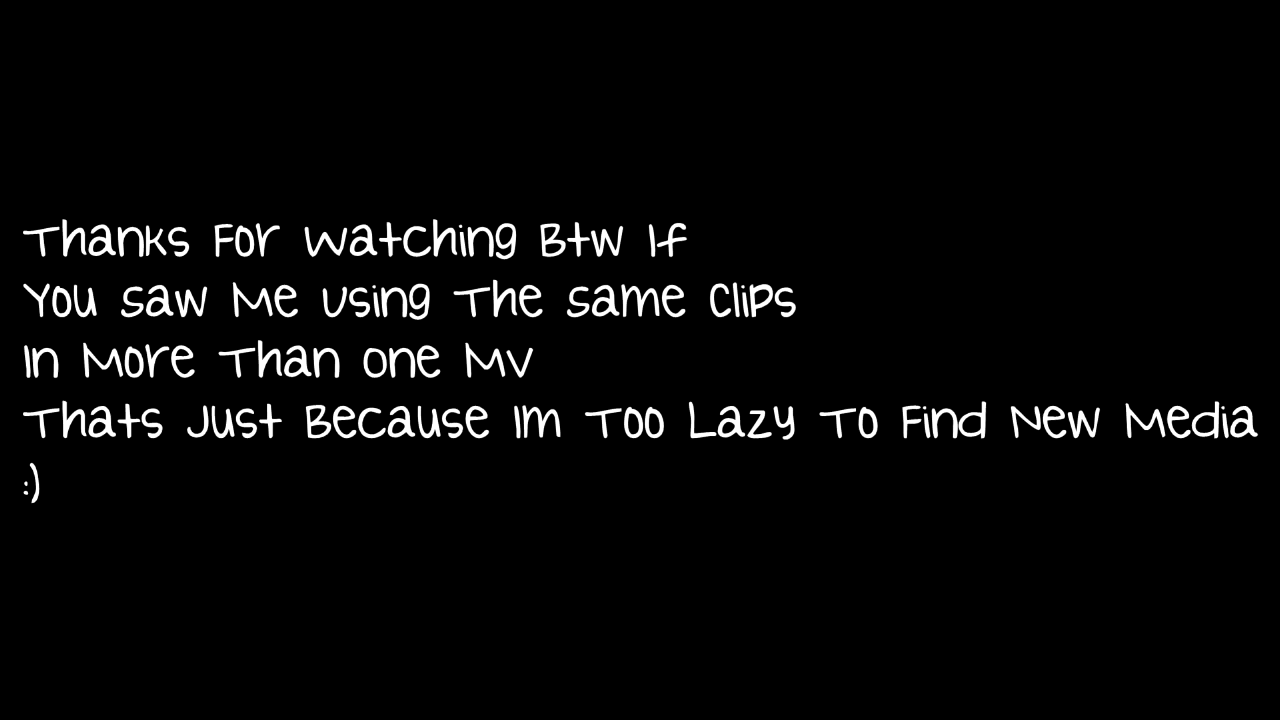 Thanks For Watching Btw If
You Saw Me Using The Same Clips
In More Than One Mv
Thats Just Because Im Too Lazy To Find New Media
:)